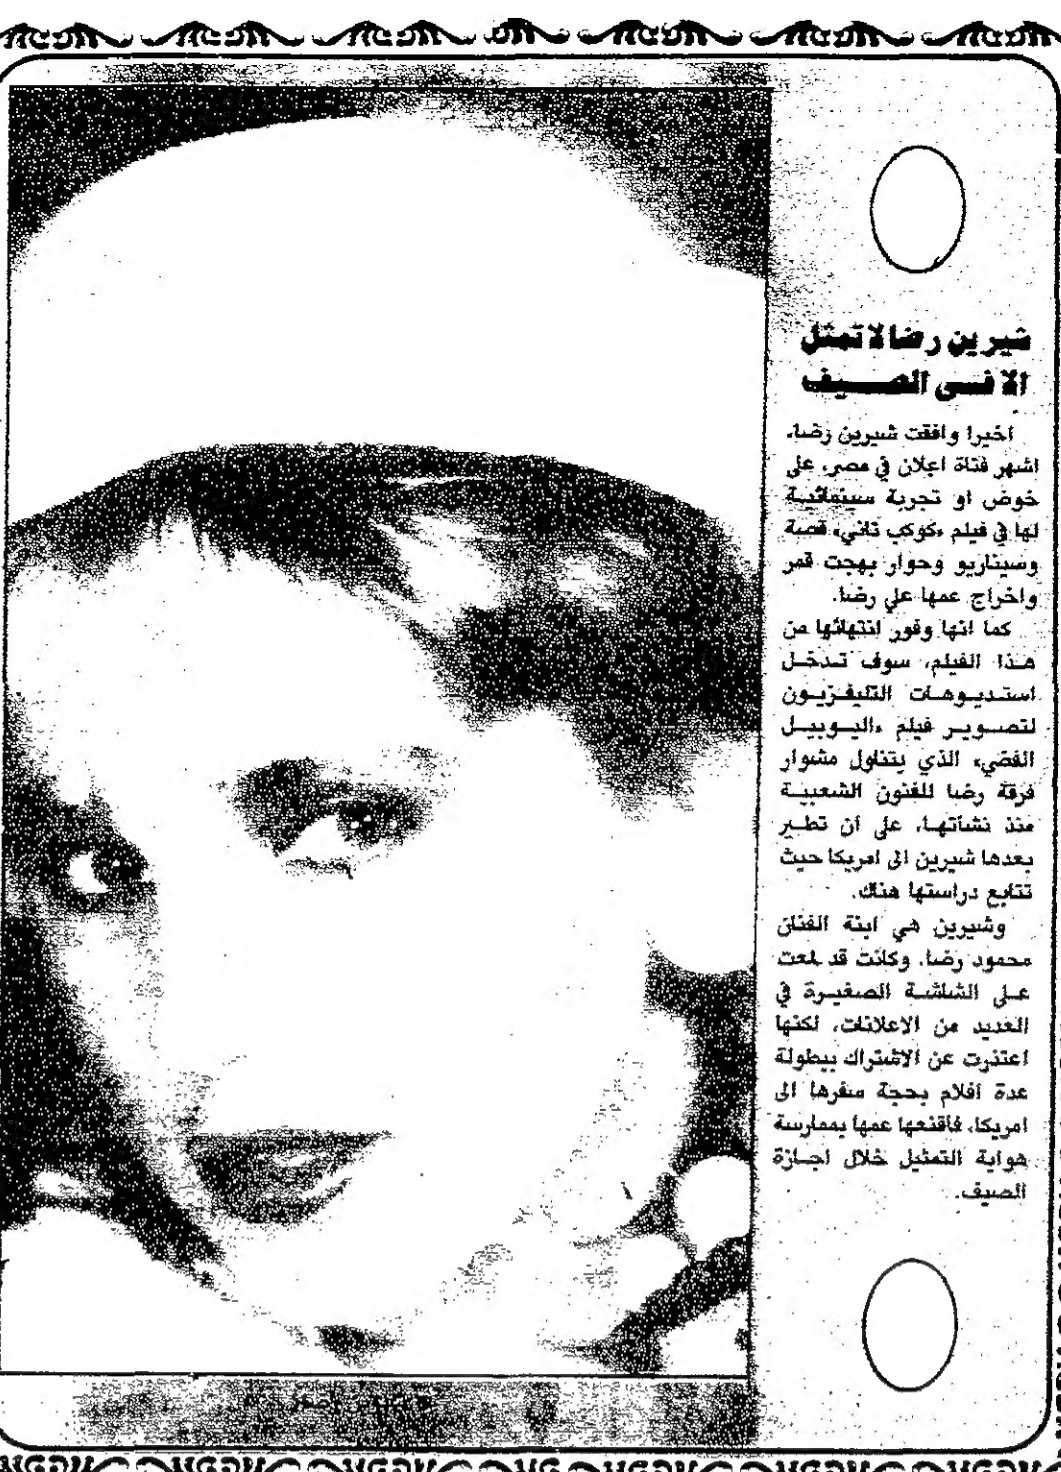 شيرين رضا لا تمثل
الا فى الصيف
اخيرا وافقت شيرين رضا،
اشهر فتاة اعلان في مصر، على
خوض او تجربة سينمائية
لها في فيلم «كوكب تاني» قصة
وسيناريو وحوار بهجت قمر
واخراج عمها علي رضا.
كما انها وفور انتهائها من
هذا الفيلم، سوف تدخل
استديوهات التليفزيون
لتصوير فيلم «اليوبيل
الفضي» الذي يتناول مشوار
فرقة رضا للفنون الشعبية
منذ نشأتها، على ان تطير
بعدها شيرين الى امريكا حيث
تتابع دراستها هناك.
وشيرين هي ابنة الفنان
محمود رضا، وكانت قد لمعت
على الشاشة الصغيرة في
العديد من الاعلانات، لكنها
اعتذرت عن الاشتراك ببطولة
عدة افلام بحجة سفرها الى
امريكا، فأقنعها عمها بممارسة
هواية التمثيل خلال اجازة
الصيف.